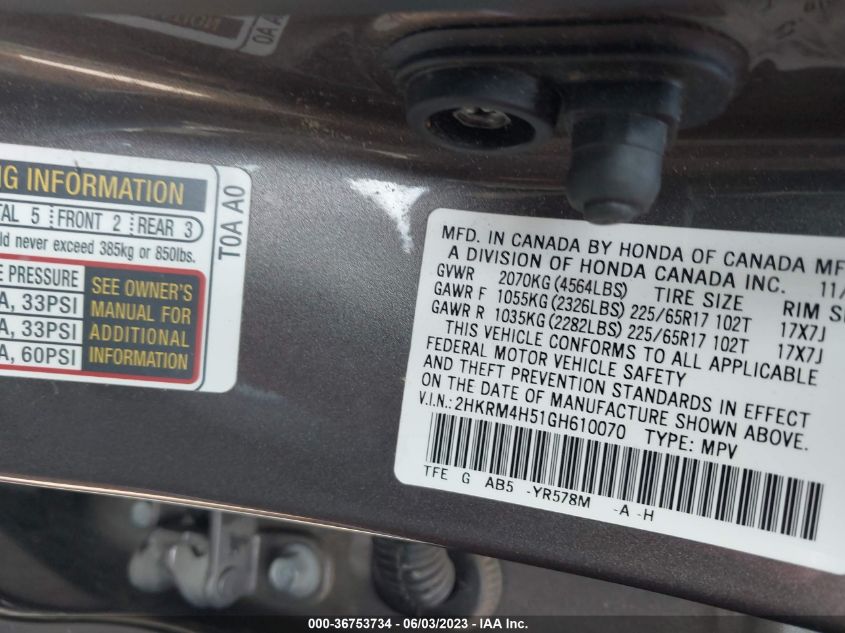 NG INFORMATION
TAL 5 FRONT 2 REAR 3
ld never exceed 385kg or 850lbs.
E PRESSURE
A, 33PSI
A, 33PSI
A, 60PSI
SEE OWNER'S
MANUAL FOR
ADDITIONAL
INFORMATION
T0A A0
MFD. IN CANADA BY HONDA OF CANADA MF
A DIVISION OF HONDA CANADA INC. 11/
GVWR 2070KG(4564LBS) TIRE SIZE RIM S
GAWR F 1055KG(2326LBS) 225/65R17 102T 17X7J
GAWR R 1035KG(2282LBS) 225/65R17 102T 17X7J
THIS VEHICLE CONFORMS TO ALL APPLICABLE
FEDERAL MOTOR VEHICLE SAFETY
AND THEFT PREVENTION STANDARDS IN EFFECT
ON THE DATE OF MANUFACTURE SHOWN ABOVE.
V.I.N.:2HKRM4H51GH610070 TYPE: MPV
TFE G AB5 -YR578M -A-H
000-36753734 - 06/03/2023 - IAA Inc.